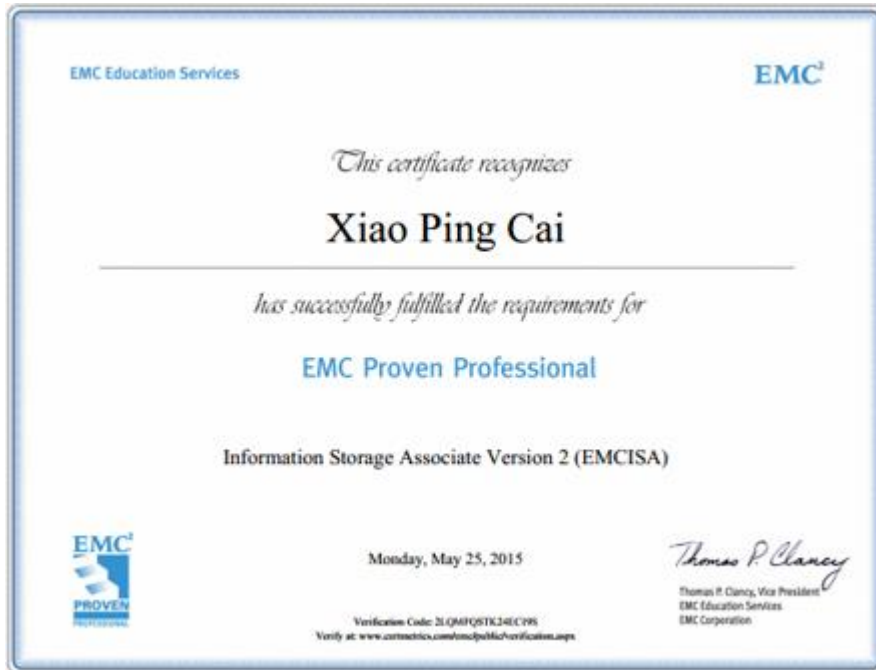 EMC Education Services
EMC²
This certificate recognizes
Xiao Ping Cai
has successfully fulfilled the requirements for
EMC Proven Professional
Information Storage Associate Version 2 (EMCISA)
EMC²
PROVEN
PROFESSIONAL
Monday, May 25, 2015
Thomas P. Clancy
Thomas P. Clancy, Vice President
EMC Education Services
EMC Corporation
Verification Code:
Verify at: www.certmetrics.com/emc/public/verification.aspx